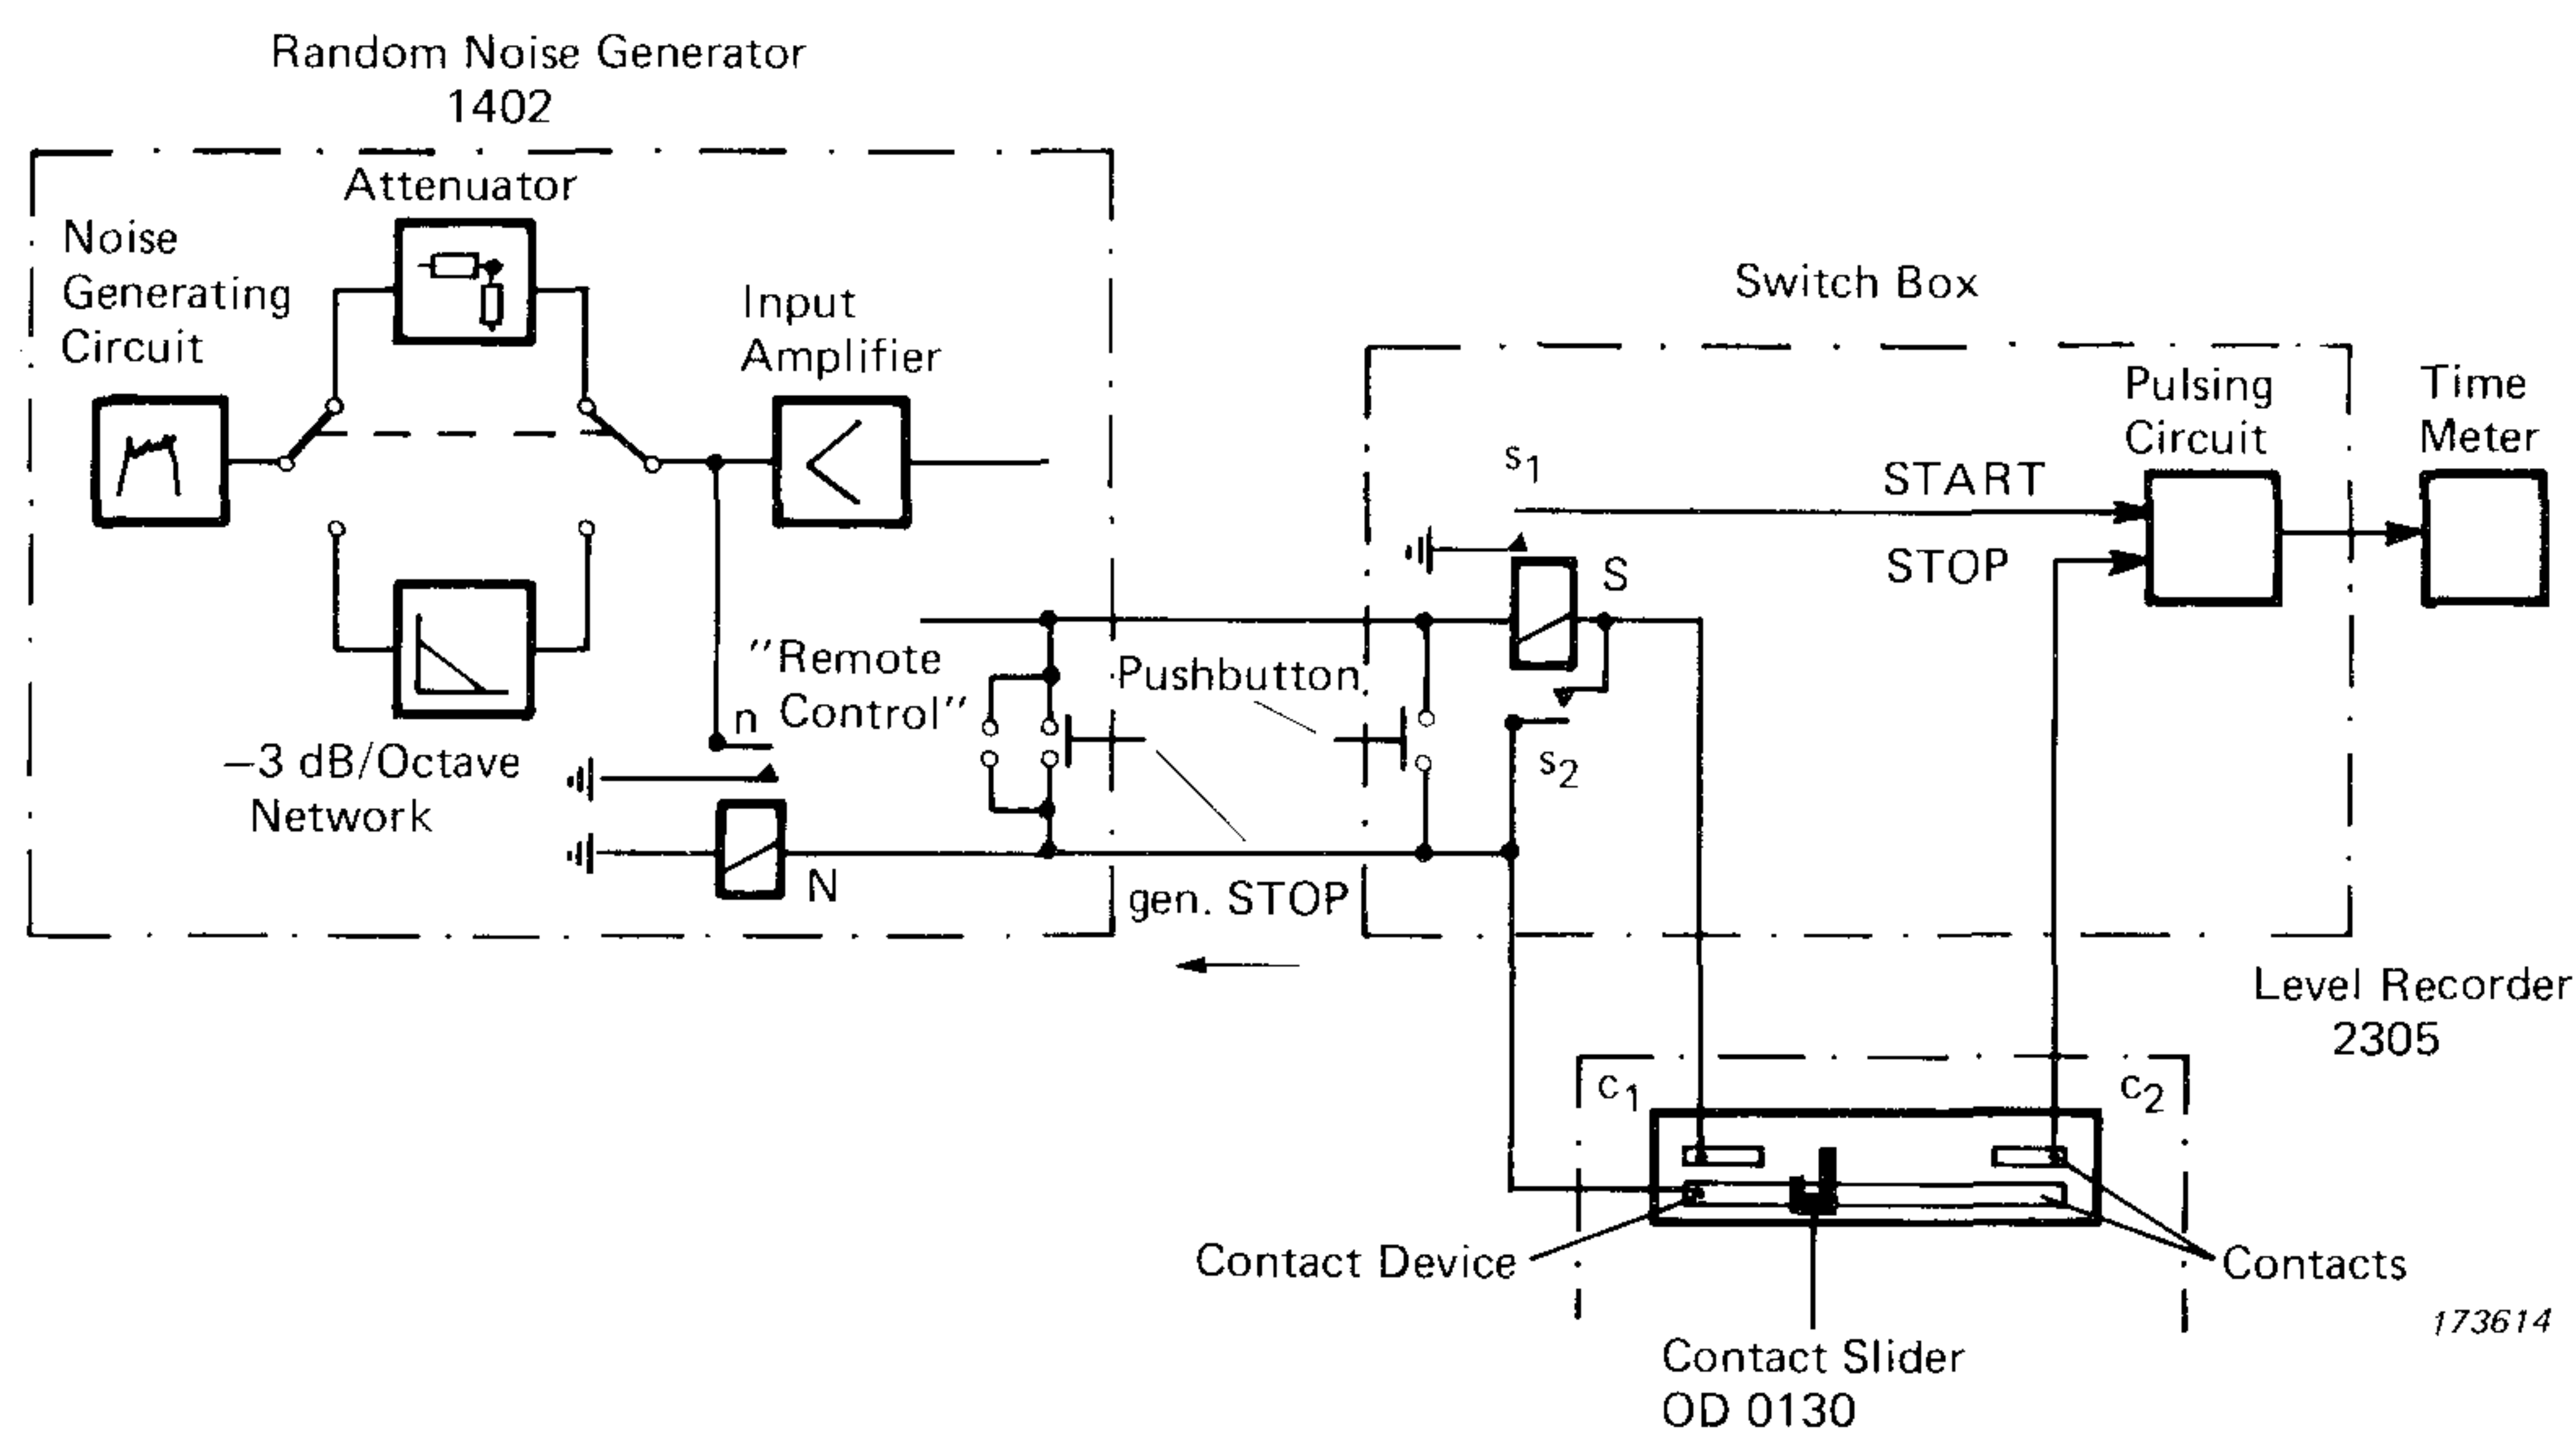 Random Noise Generator
1402
Attenuator
Noise
Generating
Circuit
Input
Amplifier
Switch Box
Pulsing
Circuit
Time
Meter
s1
START
STOP
S
"Remote
Control"
Pushbutton
n
s2
−3 dB/Octave
Network
N
gen. STOP
Level Recorder
2305
c1
c2
Contact Device
Contacts
Contact Slider
OD 0130
173614